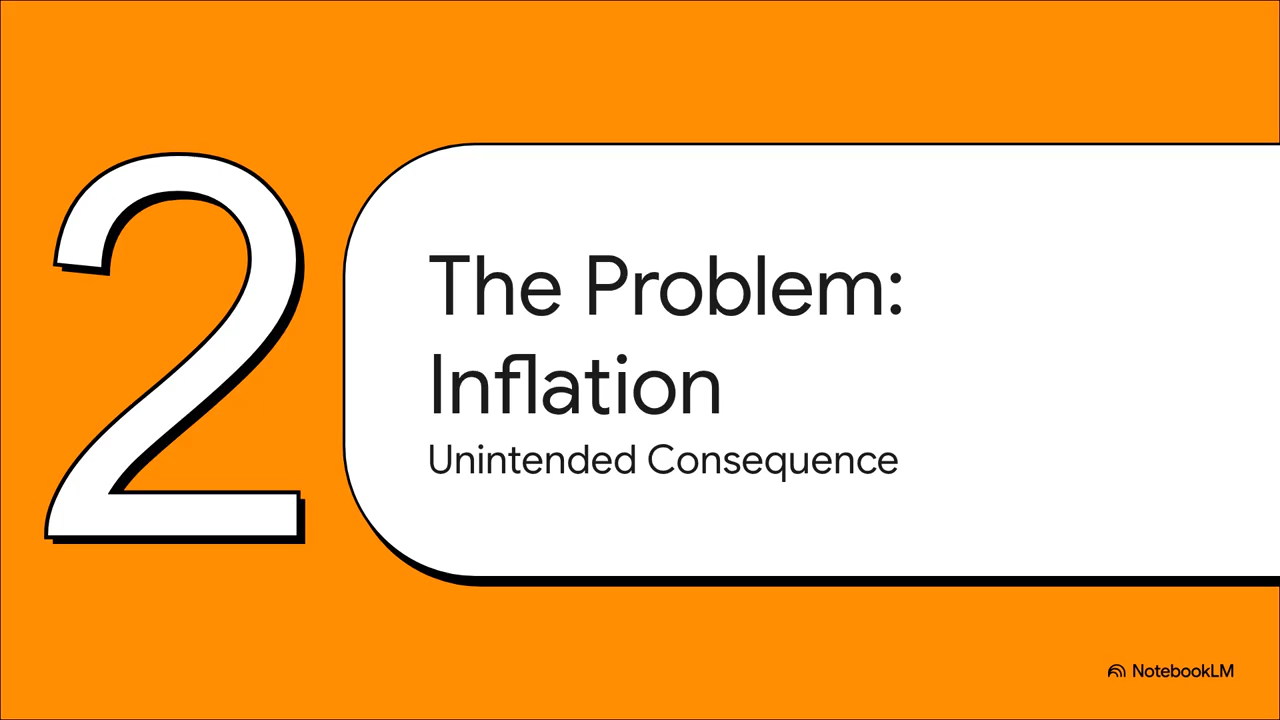 2
The Problem:
Inflation
Unintended Consequence
NotebookLM